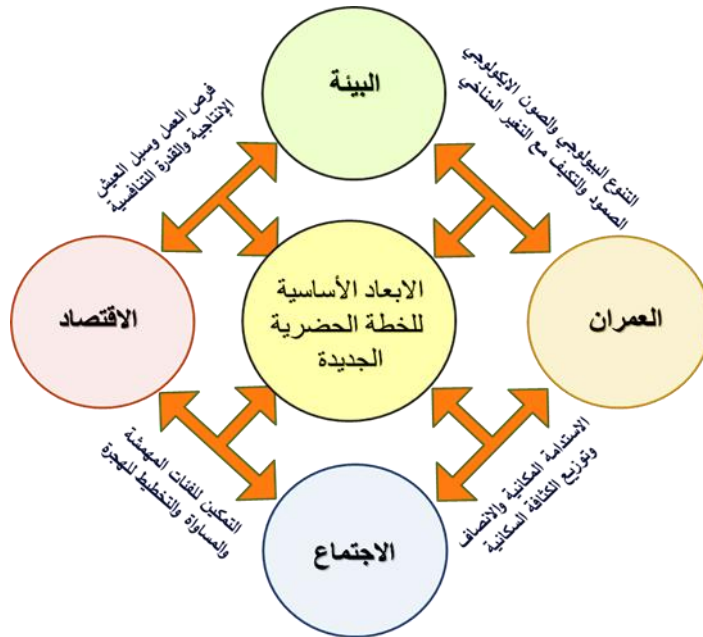 البيئة
التنوع البيولوجي والصون الايكولوجي
الصمود والتكيف مع التغير المناخي
فرص العمل وسبل العيش
الإنتاجية والقدرة التنافسية
العمران
الابعاد الأساسية
للخطة الحضرية
الجديدة
الاقتصاد
الاستدامة المكانية والانصاف
وتوزيع الكثافة السكانية
التمكين للفئات المهمشة
والمساواة والتخطيط للهجرة
الاجتماع